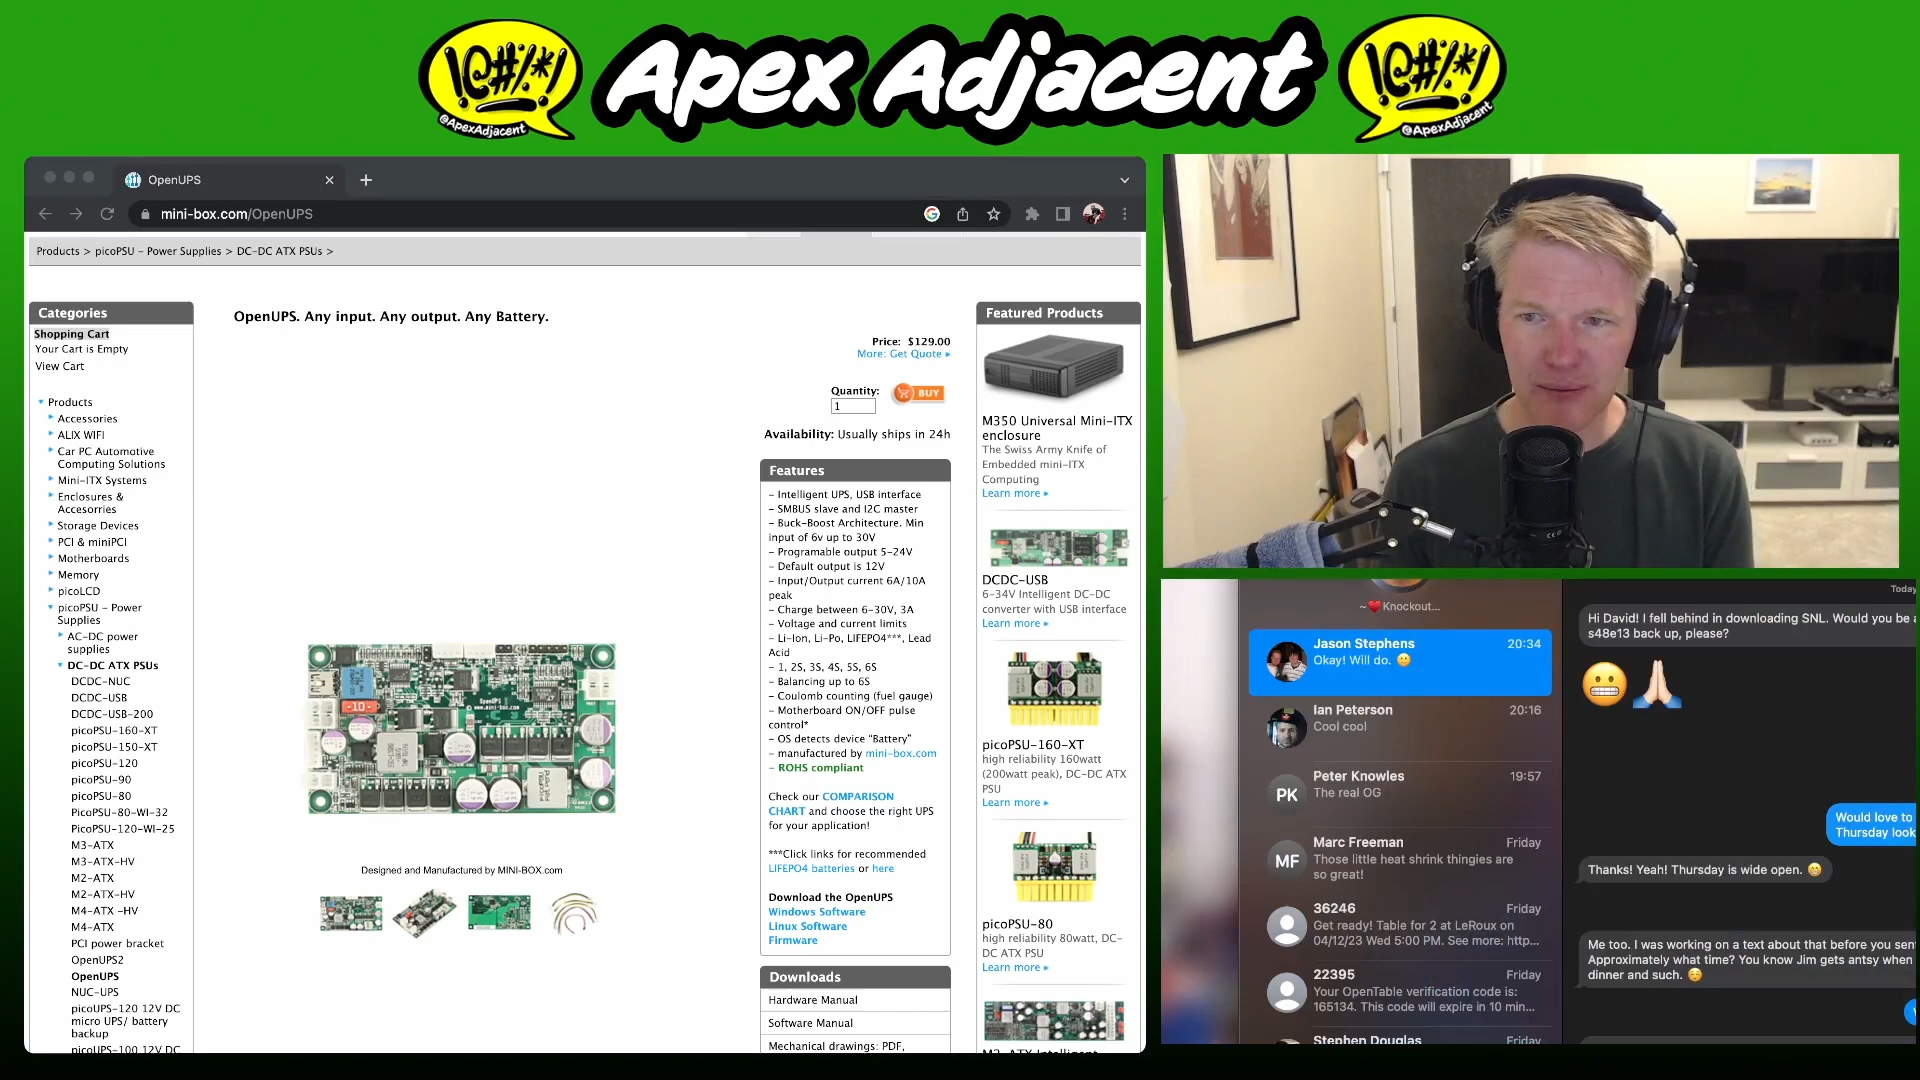 !@#/.*!
@ApexAdjacent
Apex Adjacent
!@#/.*!
@ApexAdjacent
OpenUPS
mini-box.com/OpenUPS
Products > picoPSU - Power Supplies > DC-DC ATX PSUs >
Categories
Shopping Cart
Your Cart is Empty
View Cart
Products
Accessories
ALIX WIFI
Car PC Automotive
Computing Solutions
Mini-ITX Systems
Enclosures &
Accesorries
Storage Devices
PCI & miniPCI
Motherboards
Memory
picoLCD
picoPSU - Power
Supplies
AC-DC power
supplies
DC-DC ATX PSUs
DCDC-NUC
DCDC-USB
DCDC-USB-200
picoPSU-160-XT
picoPSU-150-XT
picoPSU-120
picoPSU-90
picoPSU-80
PicoPSU-80-WI-32
PicoPSU-120-WI-25
M3-ATX
M3-ATX-HV
M2-ATX
M2-ATX-HV
M4-ATX -HV
M4-ATX
PCI power bracket
OpenUPS2
OpenUPS
NUC-UPS
picoUPS-120 12V DC
micro UPS/ battery
backup
picoUPS-100 12V DC
OpenUPS. Any input. Any output. Any Battery.
Price: $129.00
More: Get Quote ▸
Quantity:
1
BUY
Availability: Usually ships in 24h
-10-
Designed and Manufactured by MINI-BOX.com
Features
- Intelligent UPS, USB interface
- SMBUS slave and I2C master
- Buck-Boost Architecture. Min
input of 6v up to 30V
- Programable output 5-24V
- Default output is 12V
- Input/Output current 6A/10A
peak
- Charge between 6-30V, 3A
- Voltage and current limits
- Li-Ion, Li-Po, LIFEPO4***, Lead
Acid
- 1, 2S, 3S, 4S, 5S, 6S
- Balancing up to 6S
- Coulomb counting (fuel gauge)
- Motherboard ON/OFF pulse
control*
- OS detects device "Battery"
- manufactured by mini-box.com
- ROHS compliant
Check our COMPARISON
CHART and choose the right UPS
for your application!
***Click links for recommended
LIFEPO4 batteries or here
Download the OpenUPS
Windows Software
Linux Software
Firmware
Downloads
Hardware Manual
Software Manual
Mechanical drawings: PDF,
Featured Products
M350 Universal Mini-ITX
enclosure
The Swiss Army Knife of
Embedded mini-ITX
Computing
Learn more ▸
DCDC-USB
6-34V Intelligent DC-DC
converter with USB interface
Learn more ▸
picoPSU-160-XT
high reliability 160watt
(200watt peak), DC-DC ATX
PSU
Learn more ▸
picoPSU-80
high reliability 80watt, DC-
DC ATX PSU
Learn more ▸
M2-ATX Intelligent
~❤️Knockout...
Jason Stephens
20:34
Okay! Will do. 🙂
Ian Peterson
20:16
Cool cool
PK
Peter Knowles
19:57
The real OG
MF
Marc Freeman
Friday
Those little heat shrink thingies are
so great!
36246
Friday
Get ready! Table for 2 at LeRoux on
04/12/23 Wed 5:00 PM. See more: http...
22395
Friday
Your OpenTable verification code is:
165134. This code will expire in 10 min...
Stephen Douglas
Friday
Today
Hi David! I fell behind in downloading SNL. Would you be a
s48e13 back up, please?
😬🙏🏻
Would love to
Thursday look
Thanks! Yeah! Thursday is wide open. 😁
Me too. I was working on a text about that before you sen
Approximately what time? You know Jim gets antsy when
dinner and such. 😊